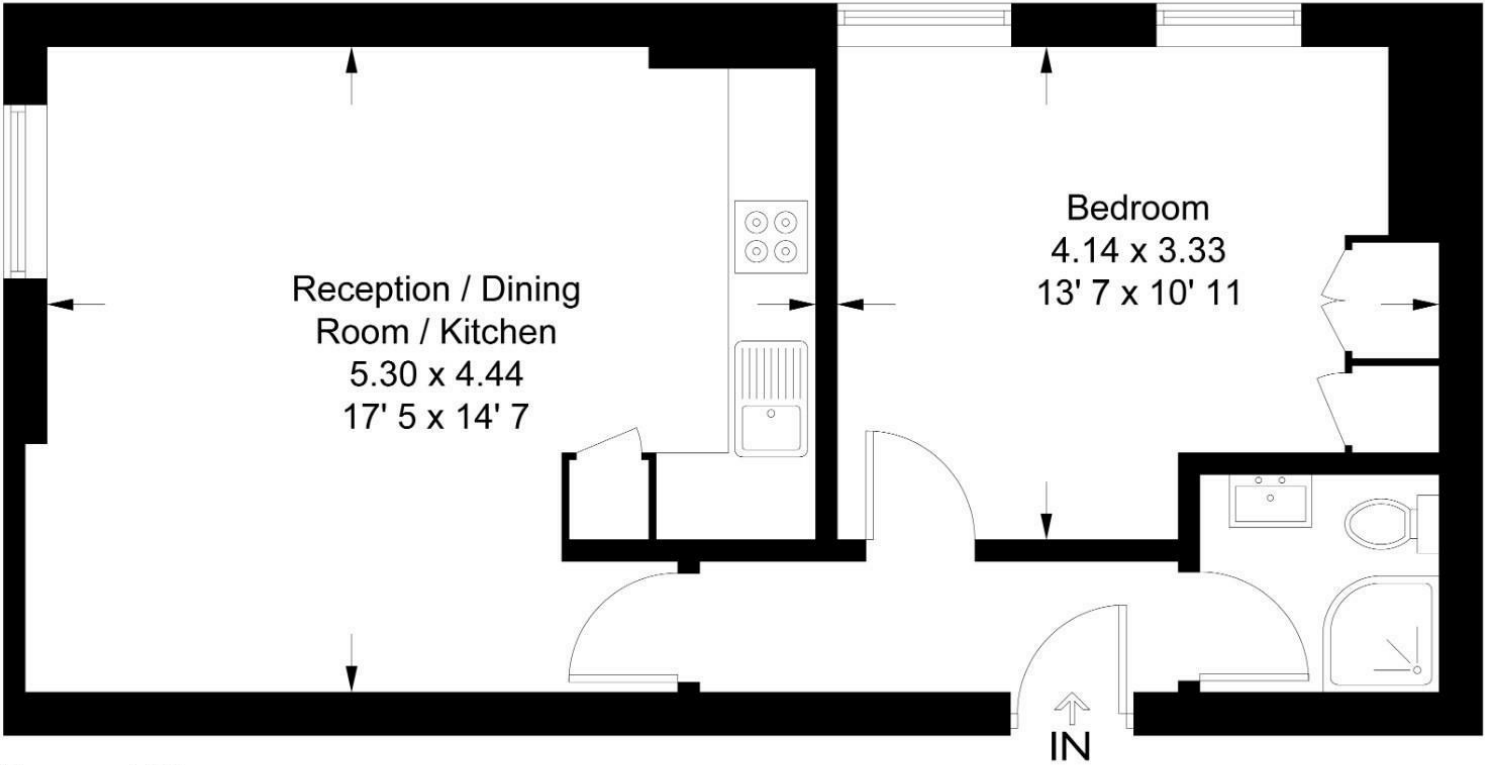 Reception / Dining
Room / Kitchen
5.30 x 4.44
17' 5 x 14' 7
Bedroom
4.14 x 3.33
13' 7 x 10' 11
IN